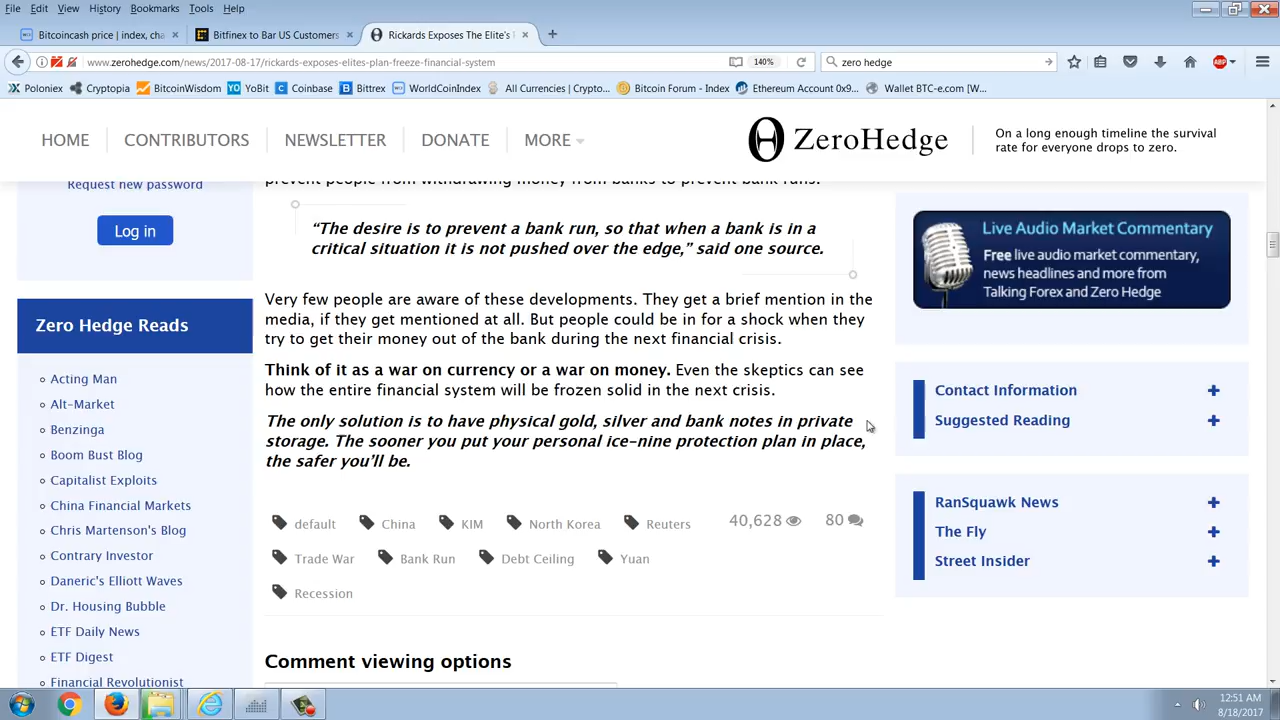 File Edit View History Bookmarks Tools Help
Bitcoincash price | index, cha × Bitfinex to Bar US Customers × Rickards Exposes The Elite's × +
www.zerohedge.com/news/2017-08-17/rickards-exposes-elites-plan-freeze-financial-system 140% zero hedge ABP
Poloniex Cryptopia BitcoinWisdom YO YoBit Coinbase Bittrex WorldCoinIndex All Currencies | Crypto... Bitcoin Forum - Index Ethereum Account 0x9... Wallet BTC-e.com [W...
HOME CONTRIBUTORS NEWSLETTER DONATE MORE ZeroHedge On a long enough timeline the survival
rate for everyone drops to zero.
prevent people from withdrawing money from banks to prevent bank runs.
“The desire is to prevent a bank run, so that when a bank is in a
critical situation it is not pushed over the edge,” said one source.
Very few people are aware of these developments. They get a brief mention in the
media, if they get mentioned at all. But people could be in for a shock when they
try to get their money out of the bank during the next financial crisis.
Think of it as a war on currency or a war on money. Even the skeptics can see
how the entire financial system will be frozen solid in the next crisis.
The only solution is to have physical gold, silver and bank notes in private
storage. The sooner you put your personal ice-nine protection plan in place,
the safer you’ll be.
default China KIM North Korea Reuters 40,628 80
Trade War Bank Run Debt Ceiling Yuan
Recession
Comment viewing options
Request new password
Log in
Zero Hedge Reads
Acting Man
Alt-Market
Benzinga
Boom Bust Blog
Capitalist Exploits
China Financial Markets
Chris Martenson's Blog
Contrary Investor
Daneric's Elliott Waves
Dr. Housing Bubble
ETF Daily News
ETF Digest
Financial Revolutionist
Live Audio Market Commentary
Free live audio market commentary,
news headlines and more from
Talking Forex and Zero Hedge
Contact Information +
Suggested Reading +
RanSquawk News +
The Fly +
Street Insider +
12:51 AM
8/18/2017